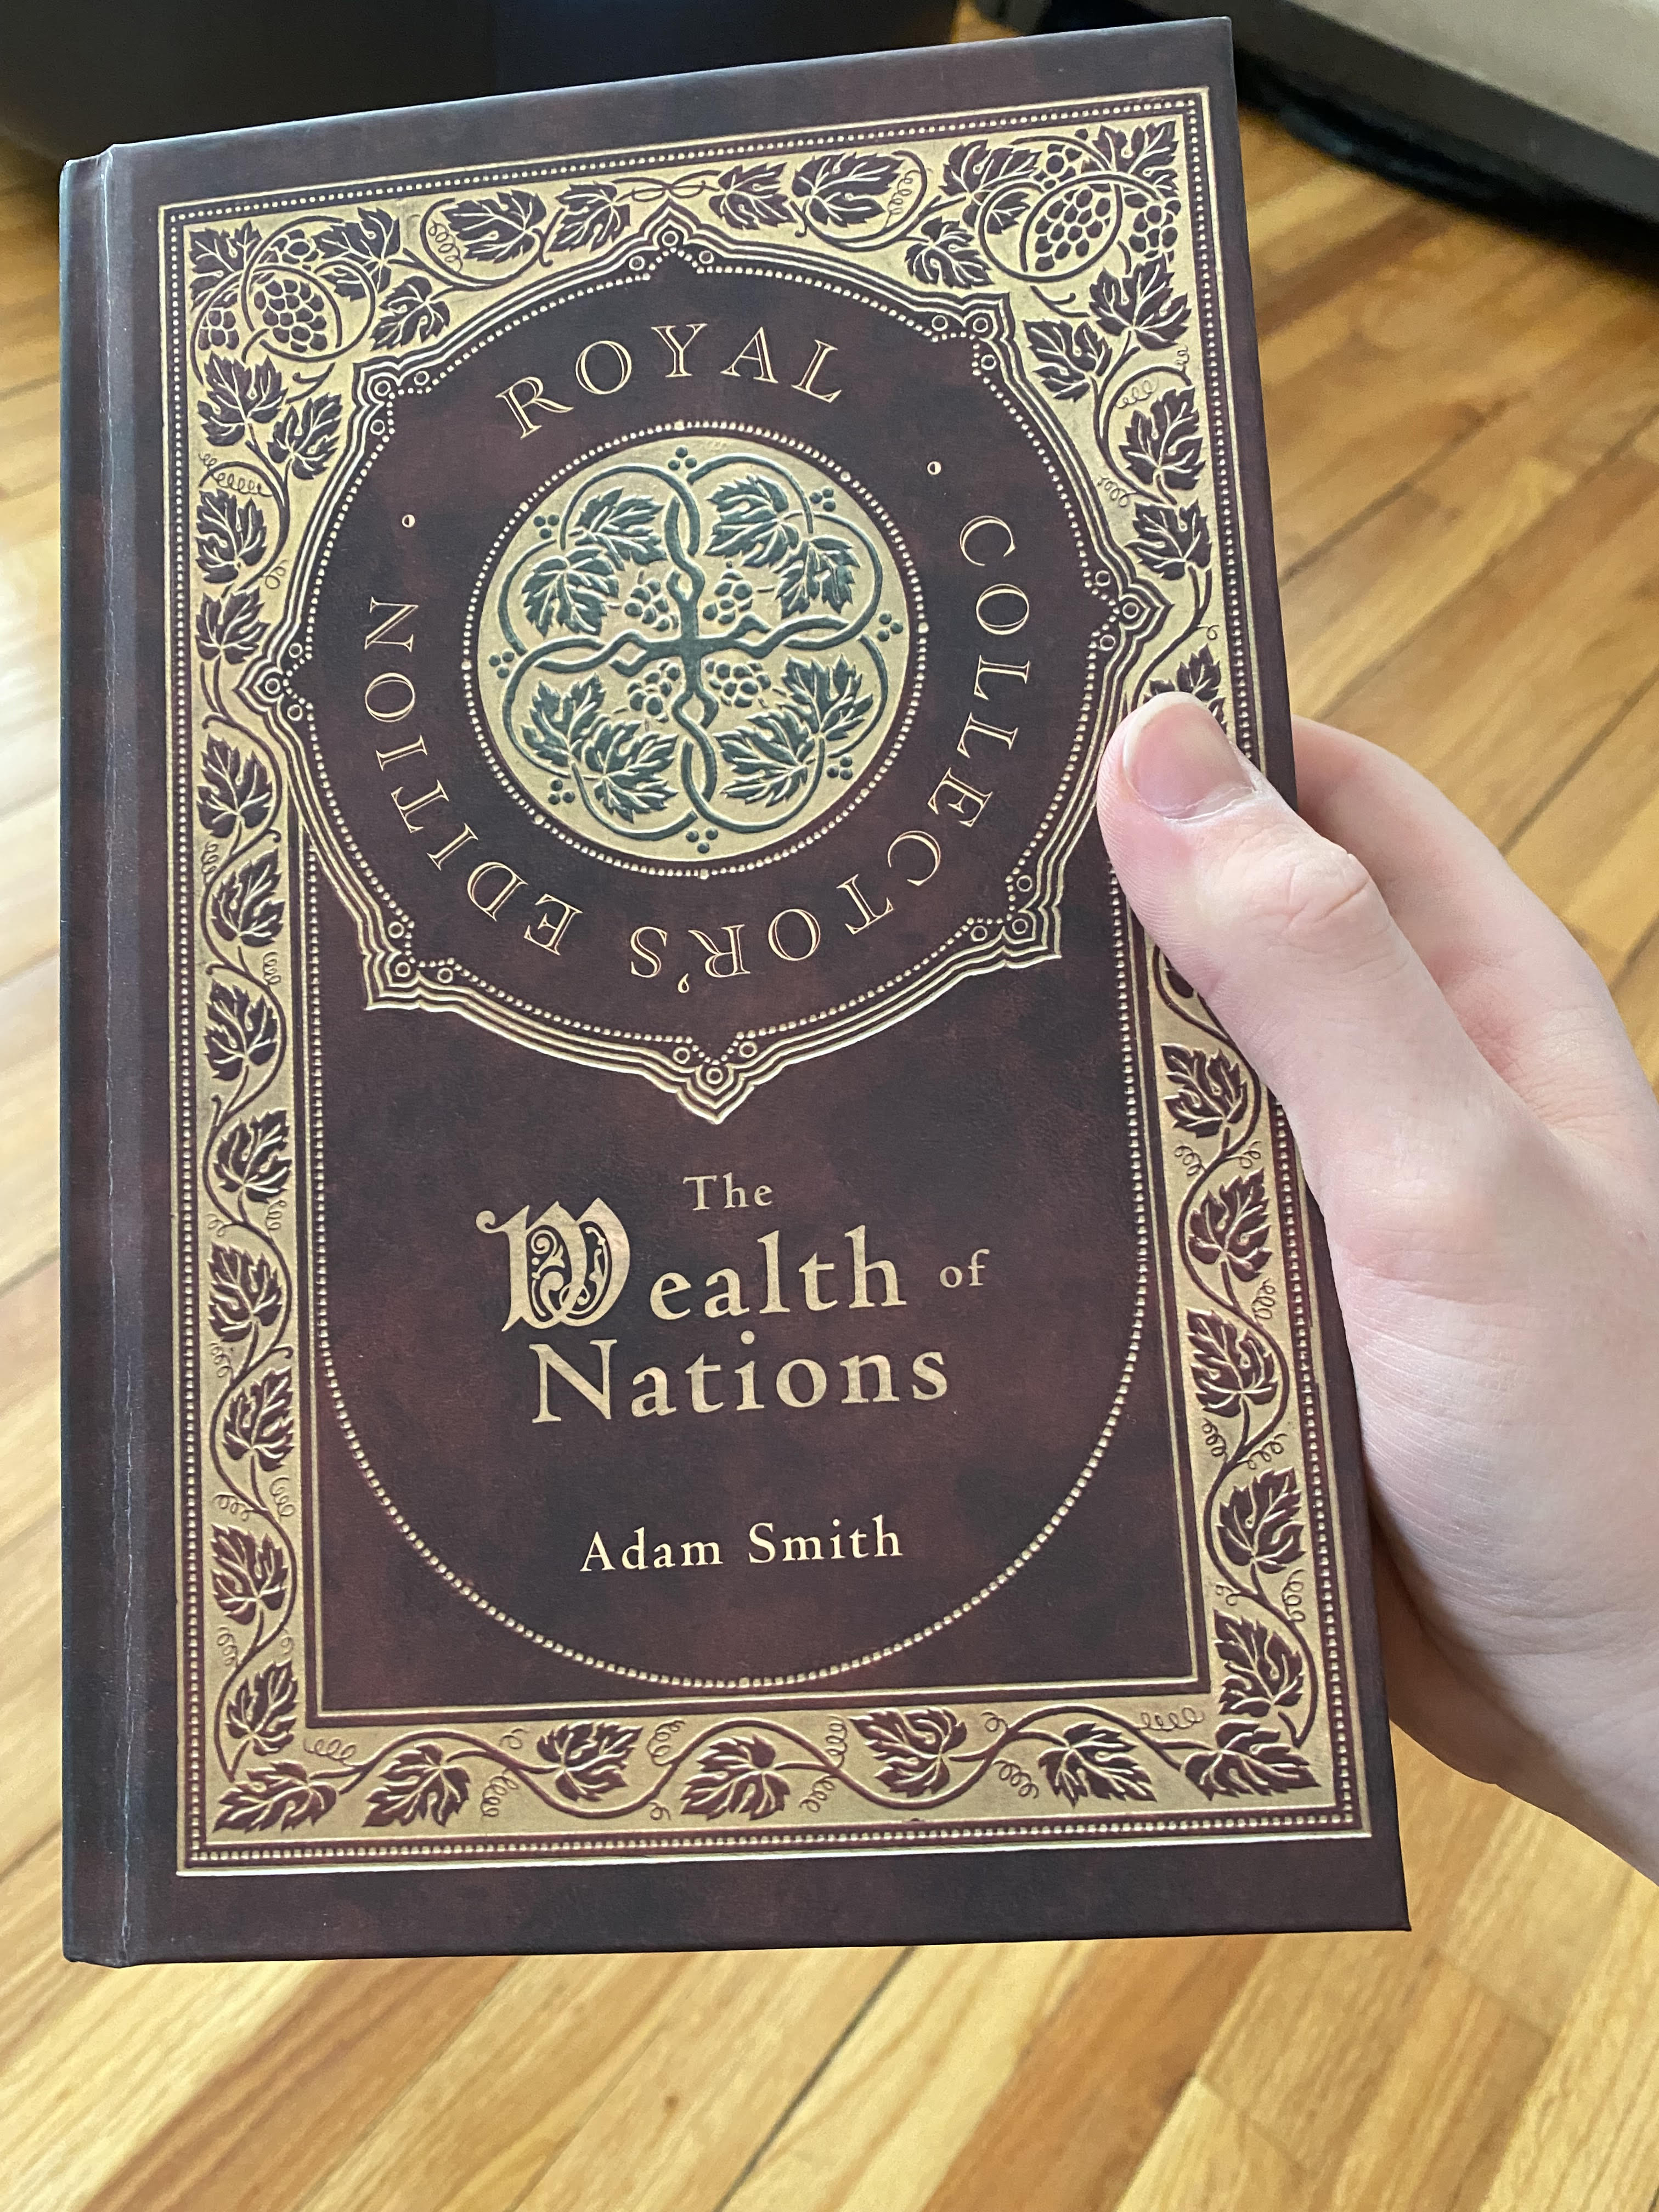 ROYAL • COLLECTOR'S EDITION •
The
Wealth of
Nations
Adam Smith